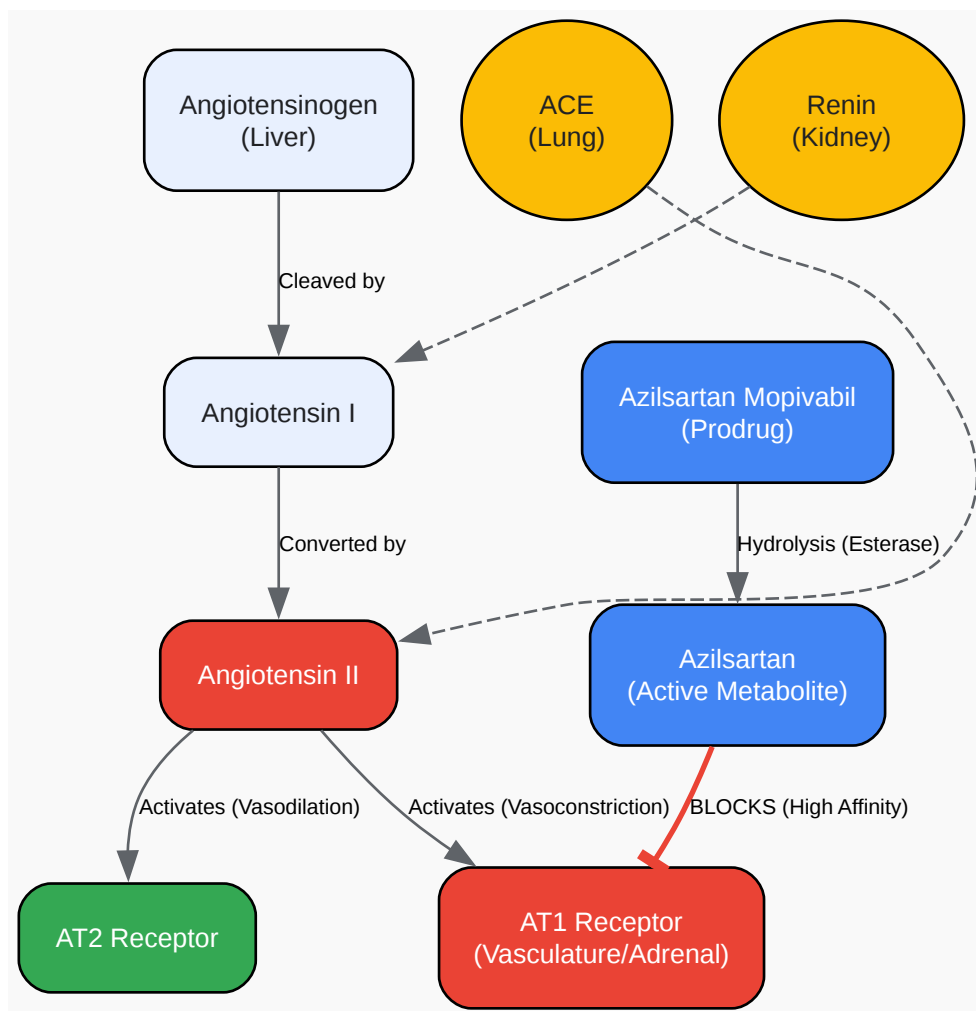 Angiotensinogen
(Liver)
ACE
(Lung)
Renin
(Kidney)
Cleaved by
Angiotensin I
Azilsartan Mopivabil
(Prodrug)
Converted by
Hydrolysis (Esterase)
Angiotensin II
Azilsartan
(Active Metabolite)
Activates (Vasodilation)
Activates (Vasoconstriction)
BLOCKS (High Affinity)
AT2 Receptor
AT1 Receptor
(Vasculature/Adrenal)